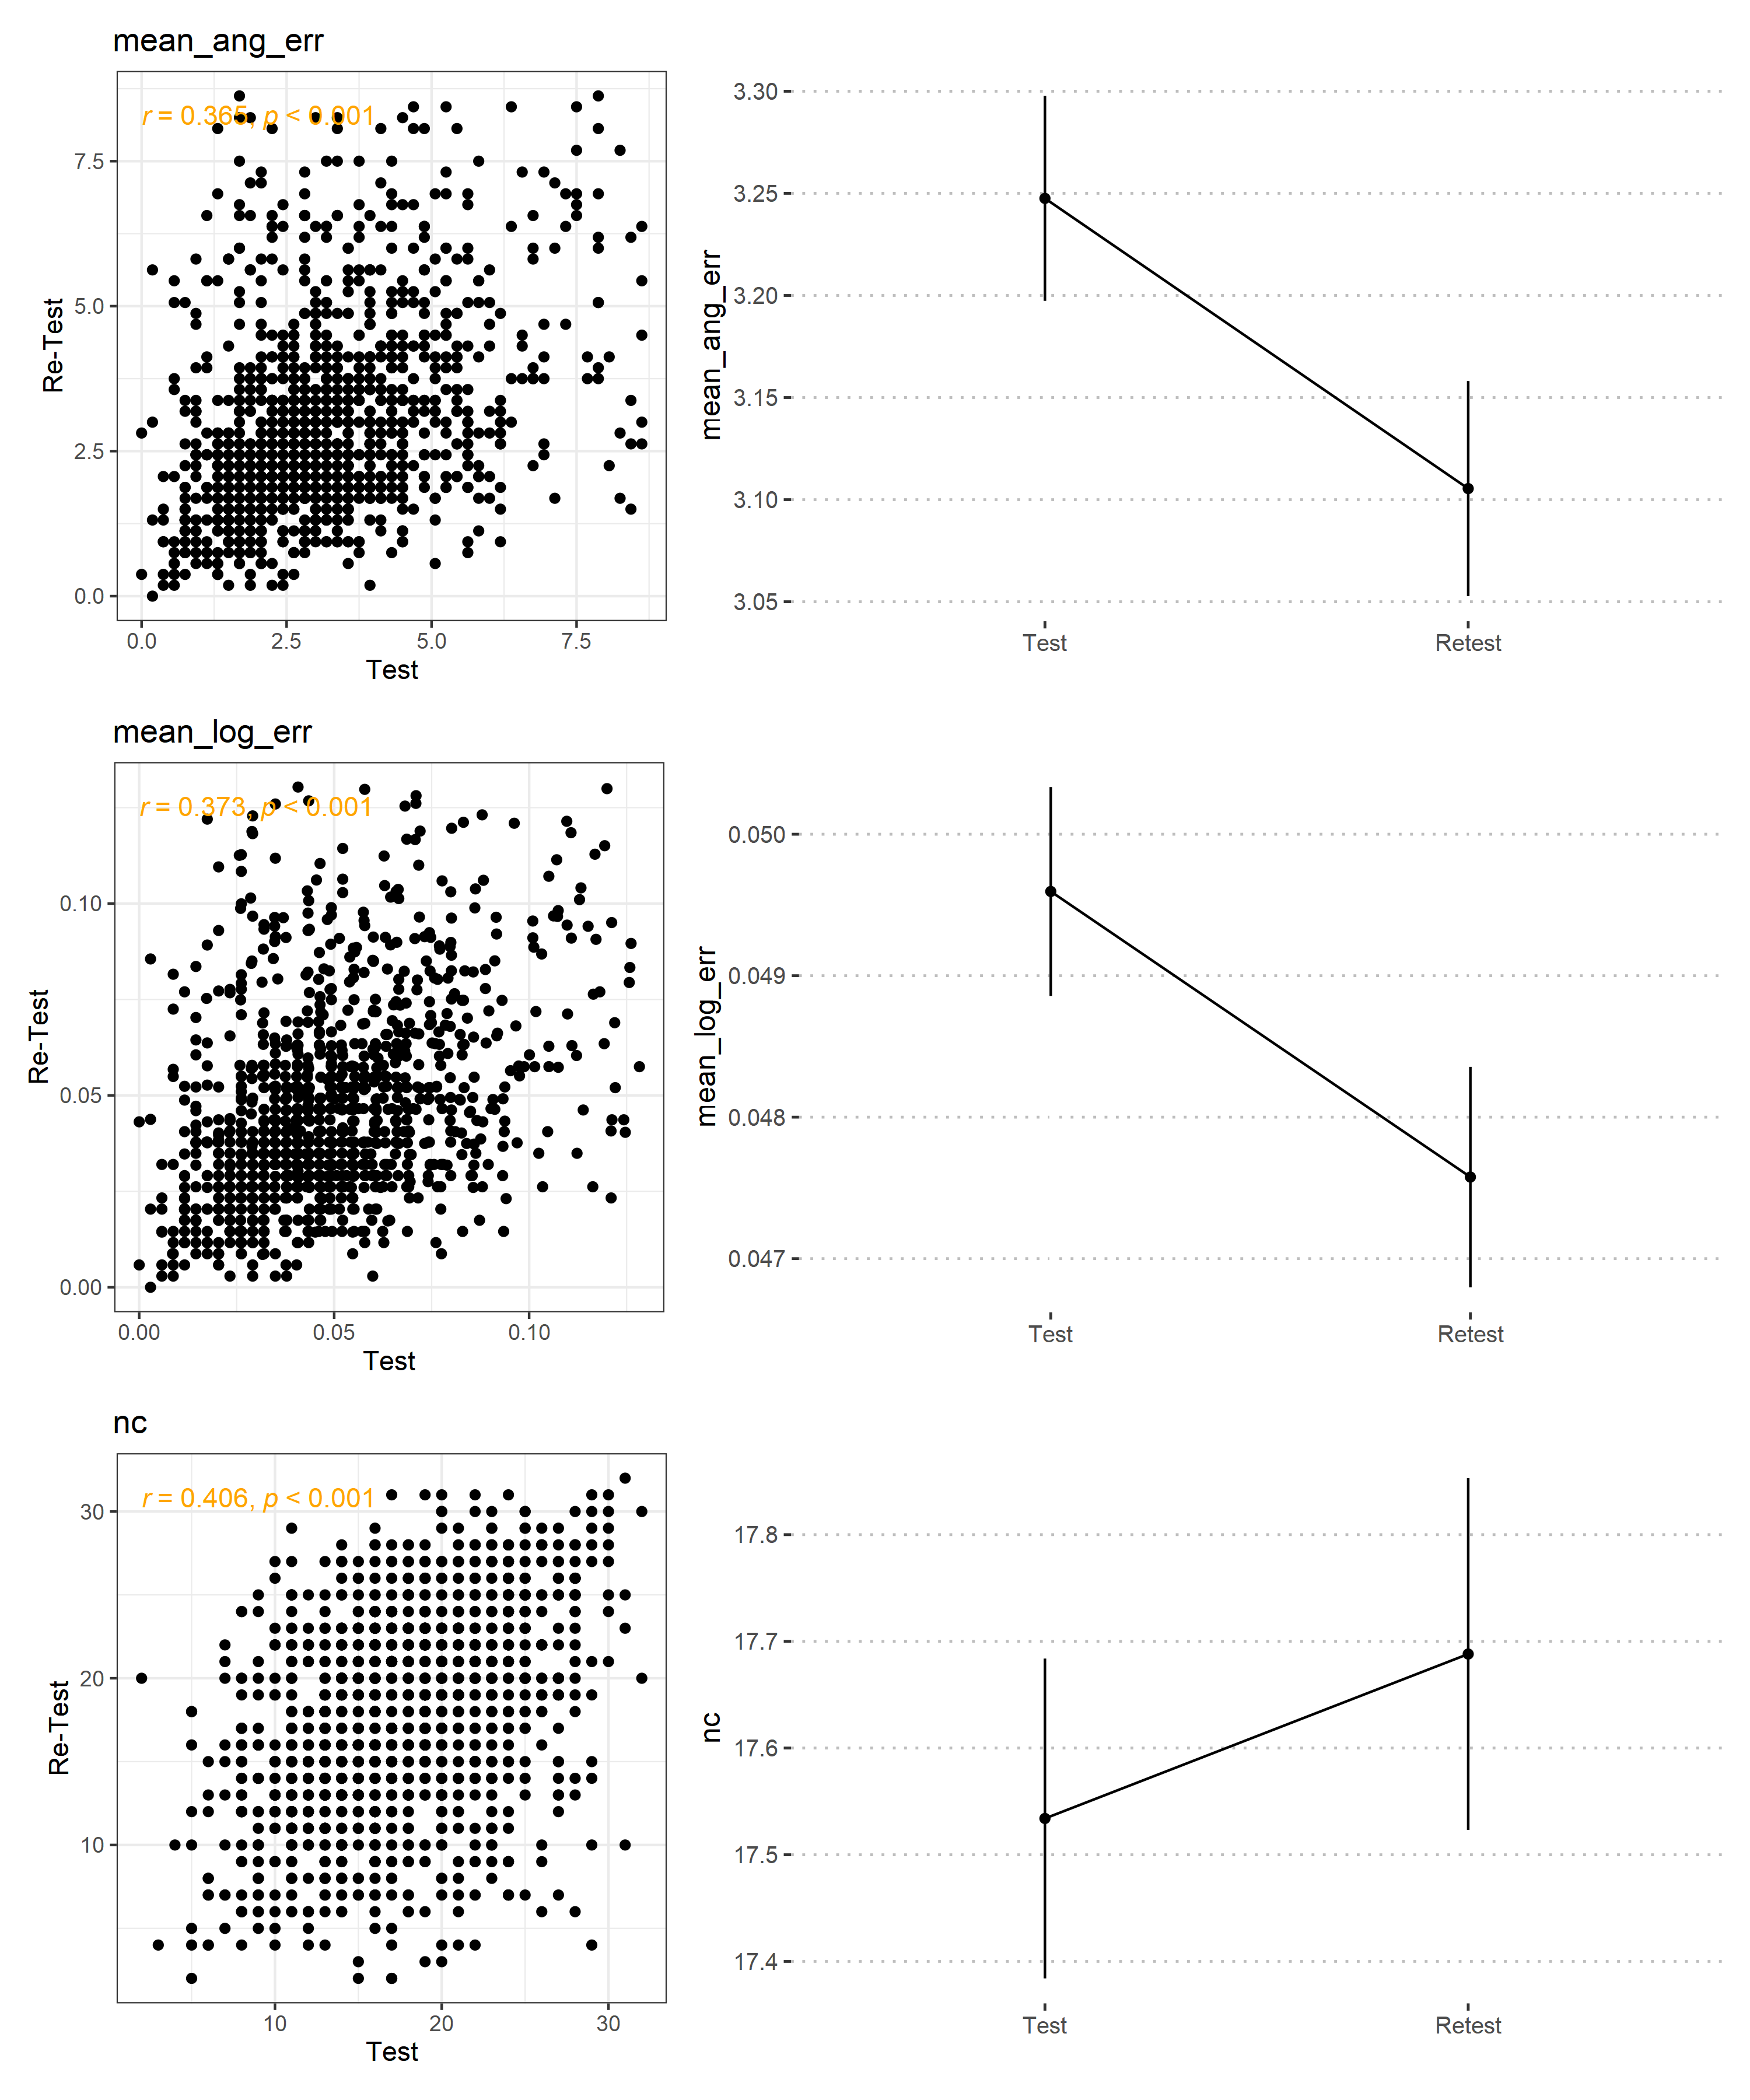 mean_ang_err
r = 0.365, p < 0.001
Re-Test
7.5
5.0
2.5
0.0
0.0 2.5 5.0 7.5
Test
mean_ang_err
3.30
3.25
3.20
3.15
3.10
3.05
Test Retest
mean_log_err
r = 0.373, p < 0.001
Re-Test
0.10
0.05
0.00
0.00 0.05 0.10
Test
mean_log_err
0.050
0.049
0.048
0.047
Test Retest
nc
r = 0.406, p < 0.001
Re-Test
30
20
10
10 20 30
Test
nc
17.8
17.7
17.6
17.5
17.4
Test Retest